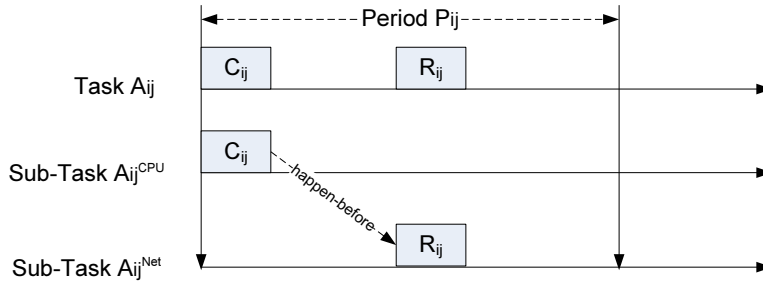 Period Pij
Cij
Rij
Task Aij
Cij
Sub-Task AijCPU
happen-before
Rij
Sub-Task AijNet